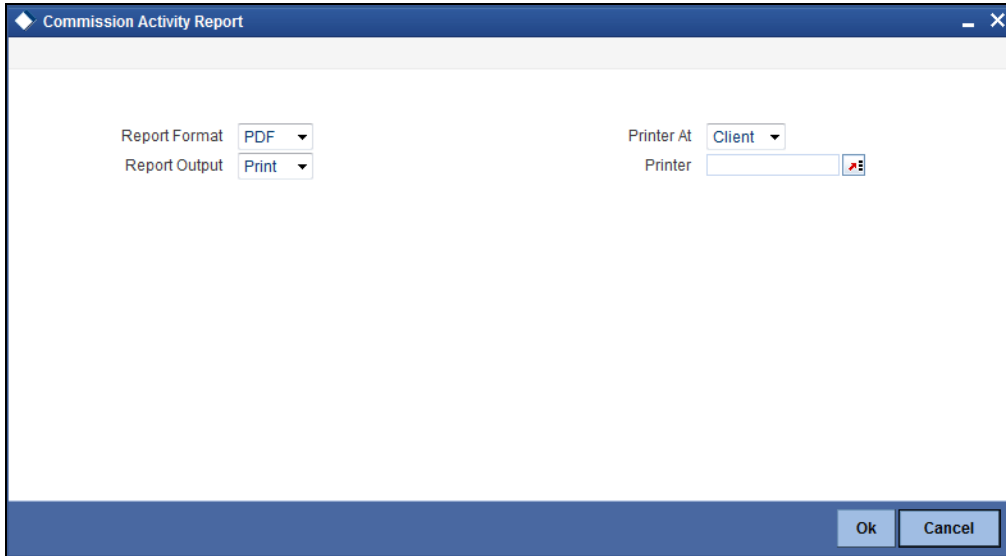 Commission Activity Report
Report Format PDF Printer At Client
Report Output Print Printer
Ok Cancel